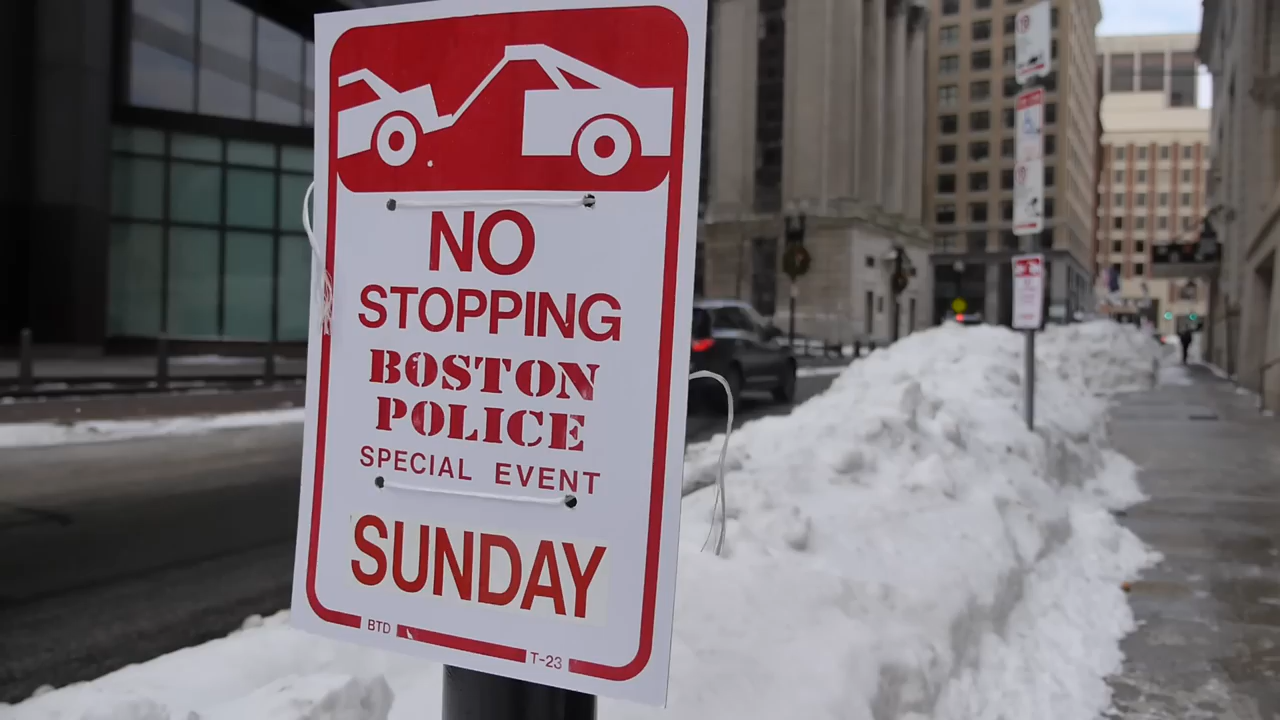 NO
STOPPING
BOSTON
POLICE
SPECIAL EVENT
SUNDAY
BTD
T-23